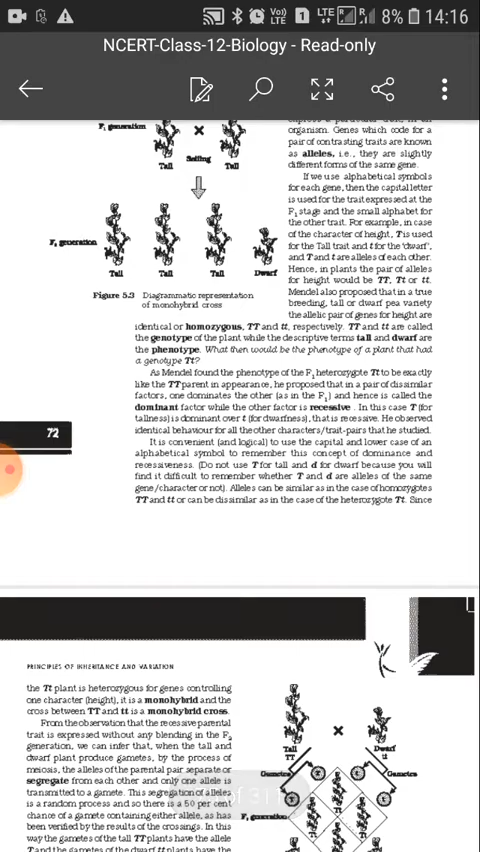 Vo)) LTE 1 LTE R R 8% 14:16
NCERT-Class-12-Biology - Read-only
F1 generation
Tall Tall
Selfing
F2 generation
Tall Tall Tall Dwarf
Figure 5.3 Diagrammatic representation
of monohybrid cross
organism. Genes which code for a
pair of contrasting traits are known
as alleles, i.e., they are slightly
different forms of the same gene.
If we use alphabetical symbols
for each gene, then the capital letter
is used for the trait expressed at the
F1 stage and the small alphabet for
the other trait. For example, in case
of the character of height, T is used
for the Tall trait and t for the 'dwarf',
and T and t are alleles of each other.
Hence, in plants the pair of alleles
for height would be TT, Tt or tt.
Mendel also proposed that in a true
breeding, tall or dwarf pea variety
the allelic pair of genes for height are
identical or homozygous, TT and tt, respectively. TT and tt are called
the genotype of the plant while the descriptive terms tall and dwarf are
the phenotype. What then would be the phenotype of a plant that had
a genotype Tt?
As Mendel found the phenotype of the F1 heterozygote Tt to be exactly
like the TT parent in appearance, he proposed that in a pair of dissimilar
factors, one dominates the other (as in the F1) and hence is called the
dominant factor while the other factor is recessive . In this case T (for
tallness) is dominant over t (for dwarfness), that is recessive. He observed
identical behaviour for all the other characters/trait-pairs that he studied.
It is convenient (and logical) to use the capital and lower case of an
alphabetical symbol to remember this concept of dominance and
recessiveness. (Do not use T for tall and d for dwarf because you will
find it difficult to remember whether T and d are alleles of the same
gene/character or not). Alleles can be similar as in the case of homozygotes
TT and tt or can be dissimilar as in the case of the heterozygote Tt. Since
72
PRINCIPLES OF INHERITANCE AND VARIATION
the Tt plant is heterozygous for genes controlling
one character (height), it is a monohybrid and the
cross between TT and tt is a monohybrid cross.
From the observation that the recessive parental
trait is expressed without any blending in the F2
generation, we can infer that, when the tall and
dwarf plant produce gametes, by the process of
meiosis, the alleles of the parental pair separate or
segregate from each other and only one allele is
transmitted to a gamete. This segregation of alleles
is a random process and so there is a 50 per cent
chance of a gamete containing either allele, as has
been verified by the results of the crossings. In this
way the gametes of the tall TT plants have the allele
T and the gametes of the dwarf tt plants have the
Tall Dwarf
TT tt
Gametes Gametes
F1 generation